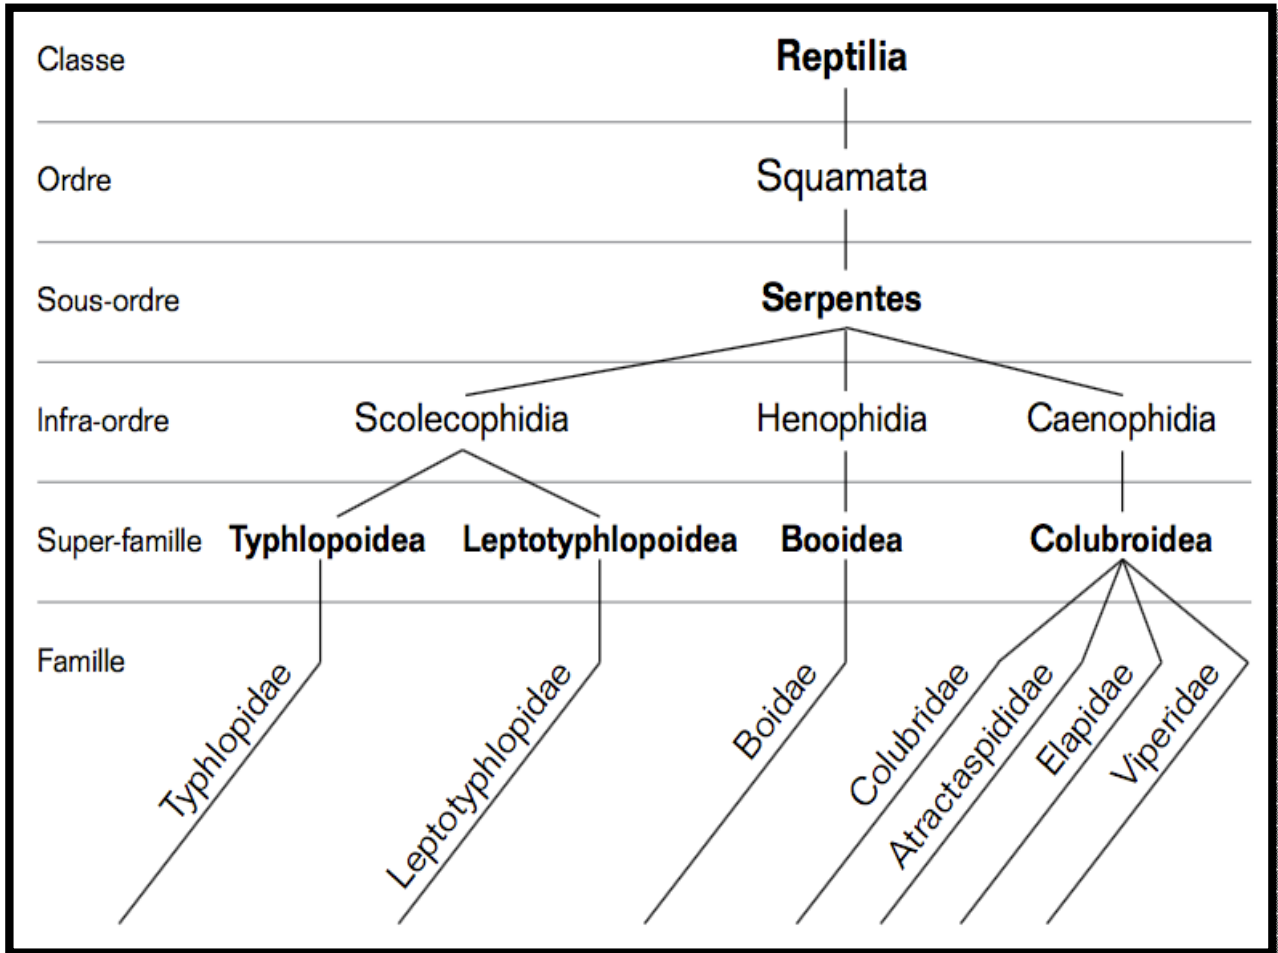 Classe Reptilia
Ordre Squamata
Sous-ordre Serpentes
Infra-ordre Scolecophidia Henophidia Caenophidia
Super-famille Typhlopoidea Leptotyphlopoidea Booidea Colubroidea
Famille
Typhlopidae
Leptotyphlopidae
Boidae
Colubridae
Atractaspididae
Elapidae
Viperidae